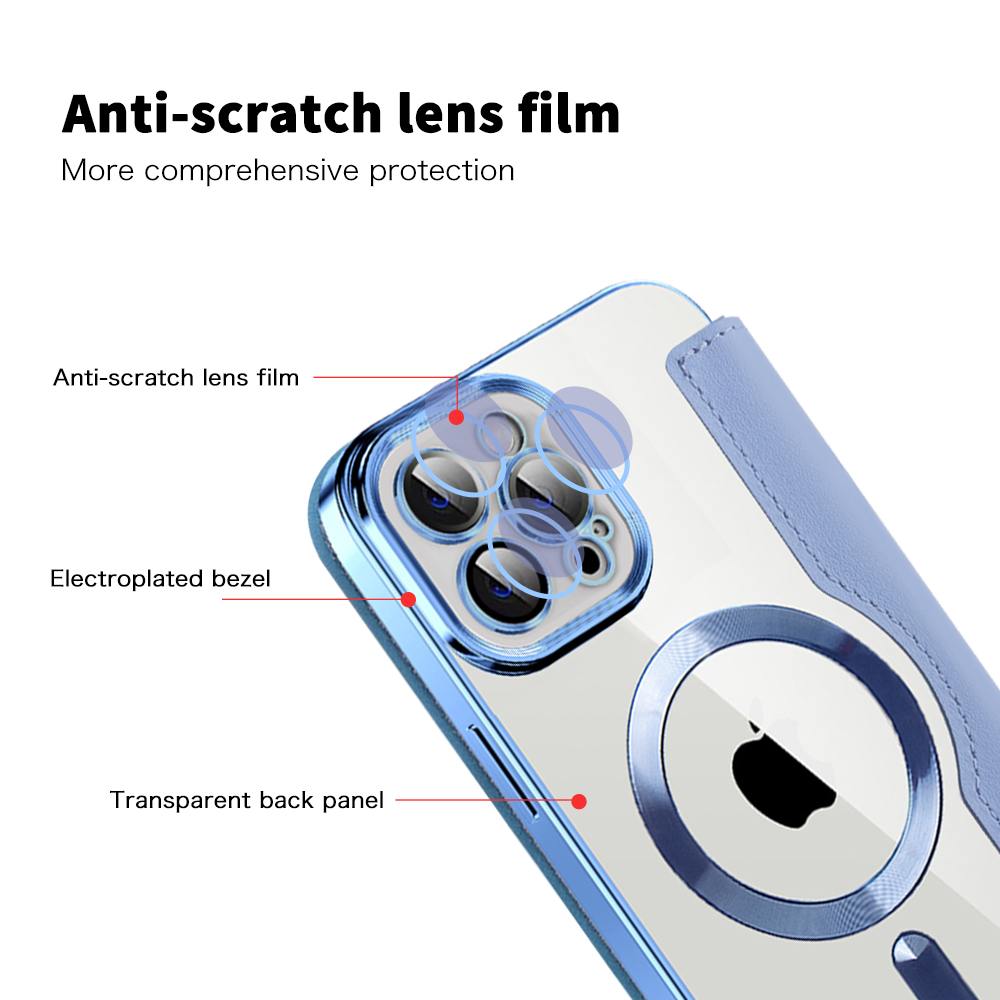 Anti-scratch lens film
More comprehensive protection
Anti-scratch lens film
Electroplated bezel
Transparent back panel